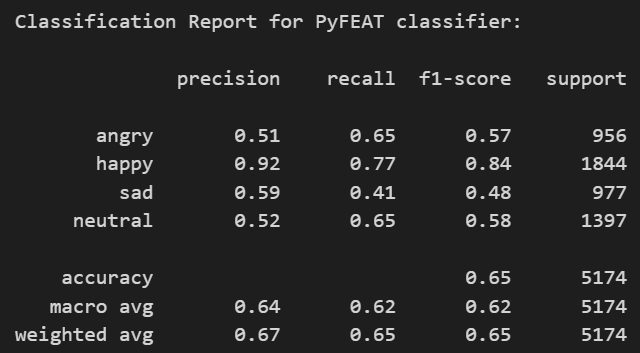 Classification Report for PyFEAT classifier:
precision recall f1-score support
angry 0.51 0.65 0.57 956
happy 0.92 0.77 0.84 1844
sad 0.59 0.41 0.48 977
neutral 0.52 0.65 0.58 1397
accuracy 0.65 5174
macro avg 0.64 0.62 0.62 5174
weighted avg 0.67 0.65 0.65 5174